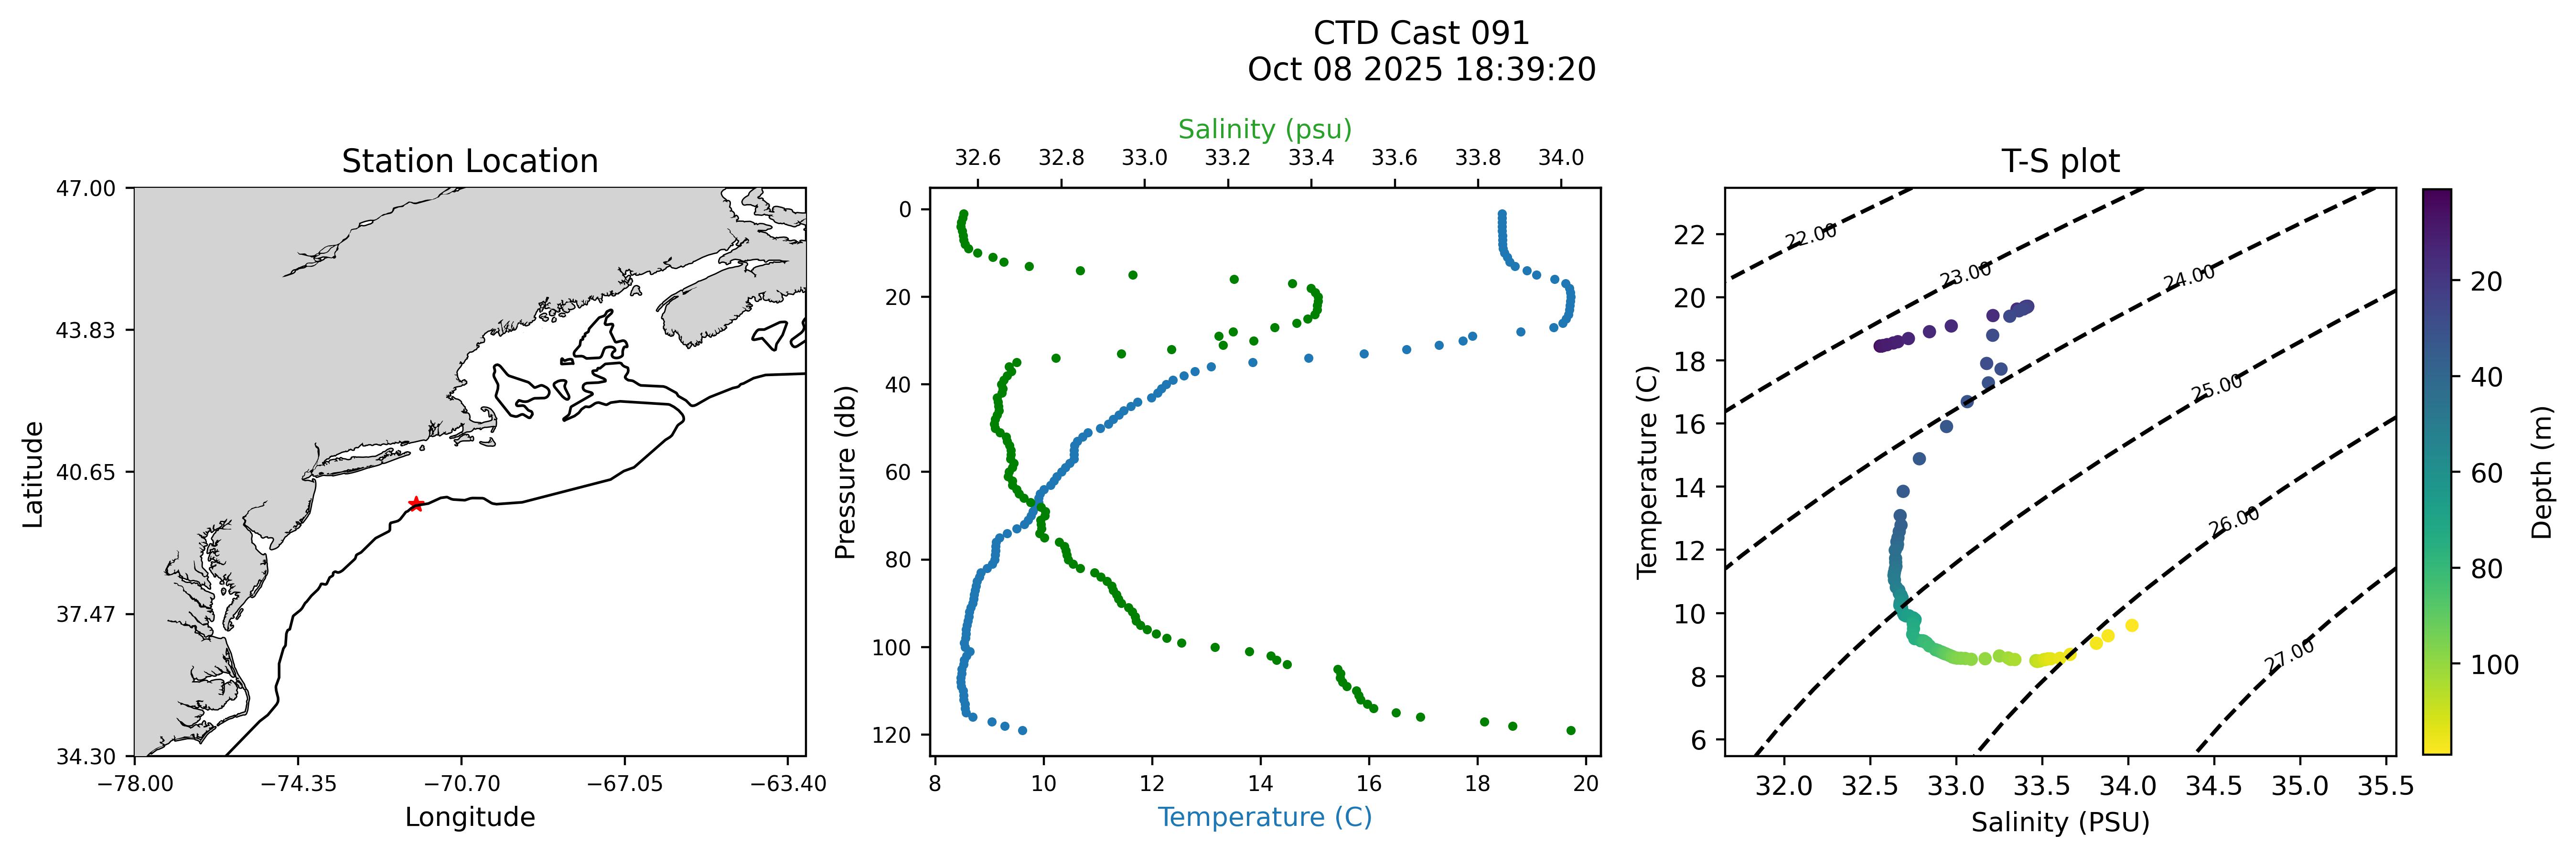 CTD Cast 091
Oct 08 2025 18:39:20
Station Location
47.00
43.83
40.65
37.47
34.30
Latitude
−78.00 −74.35 −70.70 −67.05 −63.40
Longitude
Salinity (psu)
32.6 32.8 33.0 33.2 33.4 33.6 33.8 34.0
0
20
40
60
80
100
120
Pressure (db)
8 10 12 14 16 18 20
Temperature (C)
T-S plot
22
20
18
16
14
12
10
8
6
Temperature (C)
22.00
23.00
24.00
25.00
26.00
27.00
32.0 32.5 33.0 33.5 34.0 34.5 35.0 35.5
Salinity (PSU)
20
40
60
80
100
Depth (m)